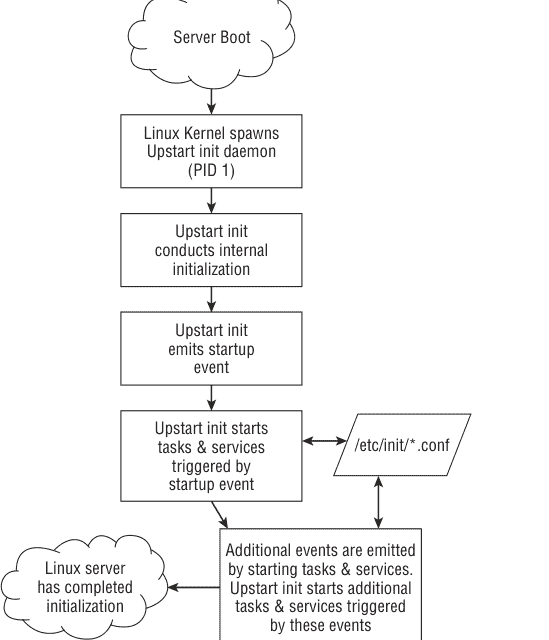 Server Boot
Linux Kernel spawns
Upstart init daemon
(PID 1)
Upstart init
conducts internal
initialization
Upstart init
emits startup
event
Upstart init starts
tasks & services
triggered by
startup event
/etc/init/*.conf
Additional events are emitted
by starting tasks & services.
Upstart init starts additional
tasks & services triggered
by these events
Linux server
has completed
initialization